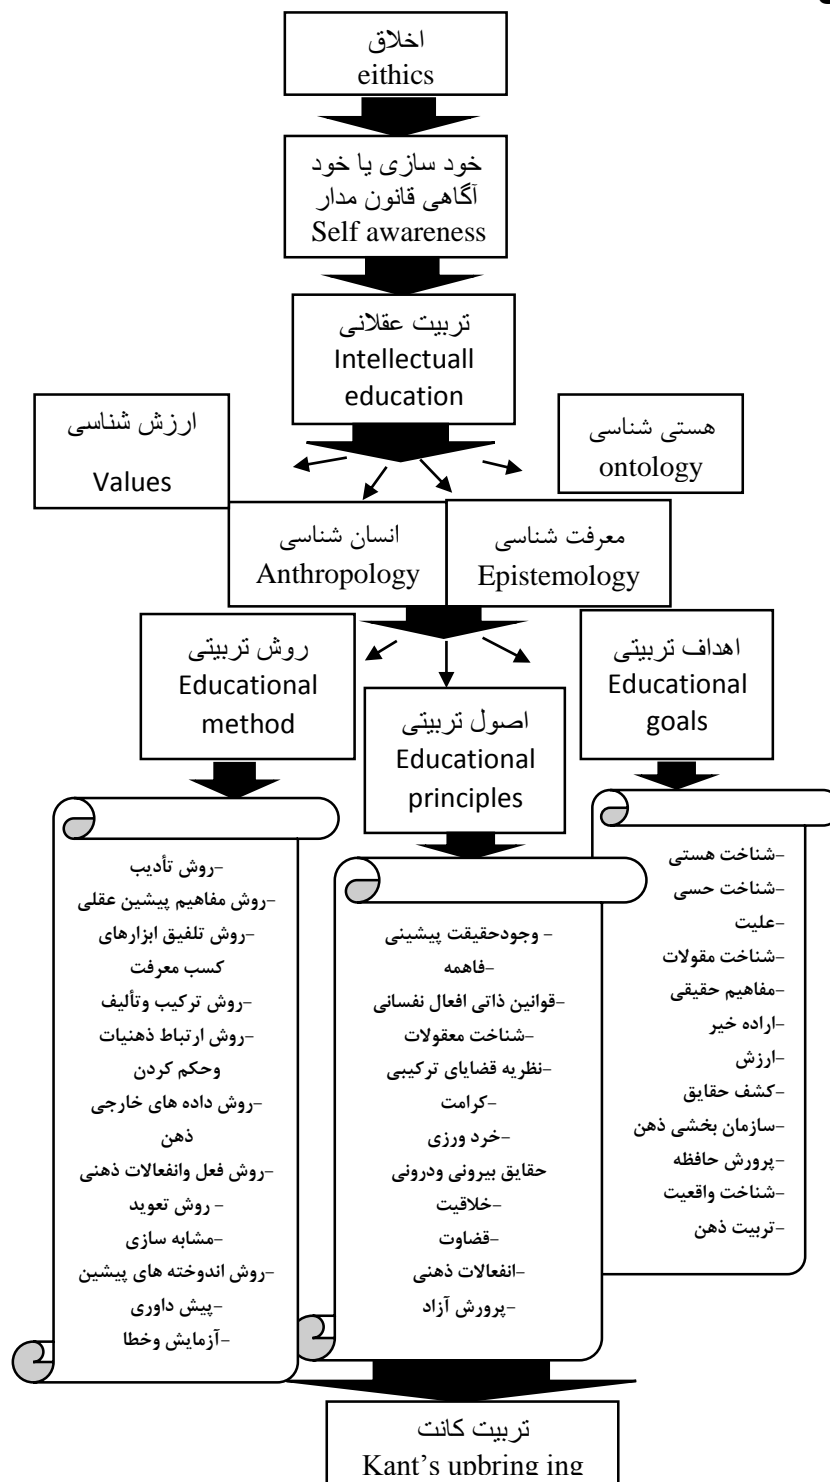 اخلاق
eithics
خود سازی یا خود
آگاهی قانون مدار
Self awareness
تربیت عقلانی
Intellectuall
education
ارزش شناسی
Values
هستی شناسی
ontology
انسان شناسی
Anthropology
معرفت شناسی
Epistemology
روش تربیتی
Educational
method
اصول تربیتی
Educational
principles
اهداف تربیتی
Educational
goals
-روش تأدیب
-روش مفاهیم پیشین عقلی
-روش تلفیق ابزارهای
کسب معرفت
-روش ترکیب وتألیف
-روش ارتباط ذهنیات
وحکم کردن
-روش داده های خارجی
ذهن
-روش فعل وانفعالات ذهنی
- روش تعوید
-مشابه سازی
-روش اندوخته های پیشین
-پیش داوری
-آزمایش وخطا
- وجودحقیقت پیشینی
-فاهمه
-قوانین ذاتی افعال نفسانی
-شناخت معقولات
-نظریه قضایای ترکیبی
-کرامت
-خرد ورزی
حقایق بیرونی ودرونی
-خلاقیت
-قضاوت
-انفعالات ذهنی
-پرورش آزاد
-شناخت هستی
-شناخت حسی
-علیت
-شناخت مقولات
-مفاهیم حقیقی
-اراده خیر
-ارزش
-کشف حقایق
-سازمان بخشی ذهن
-پرورش حافظه
-شناخت واقعیت
-تربیت ذهن
تربیت کانت
Kant's upbring ing